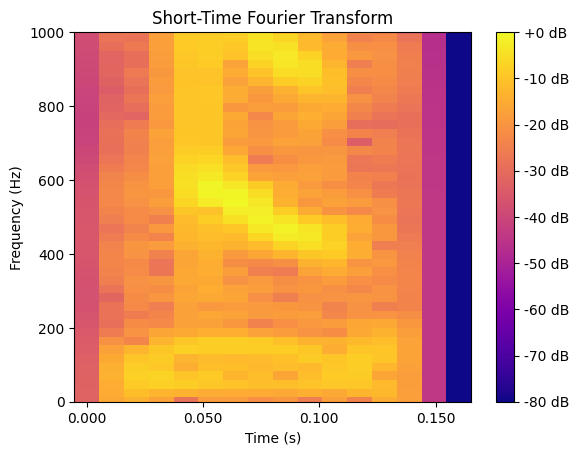 Short-Time Fourier Transform
1000
800
600
400
200
0
Frequency (Hz)
0.000
0.050
0.100
0.150
Time (s)
+0 dB
-10 dB
-20 dB
-30 dB
-40 dB
-50 dB
-60 dB
-70 dB
-80 dB